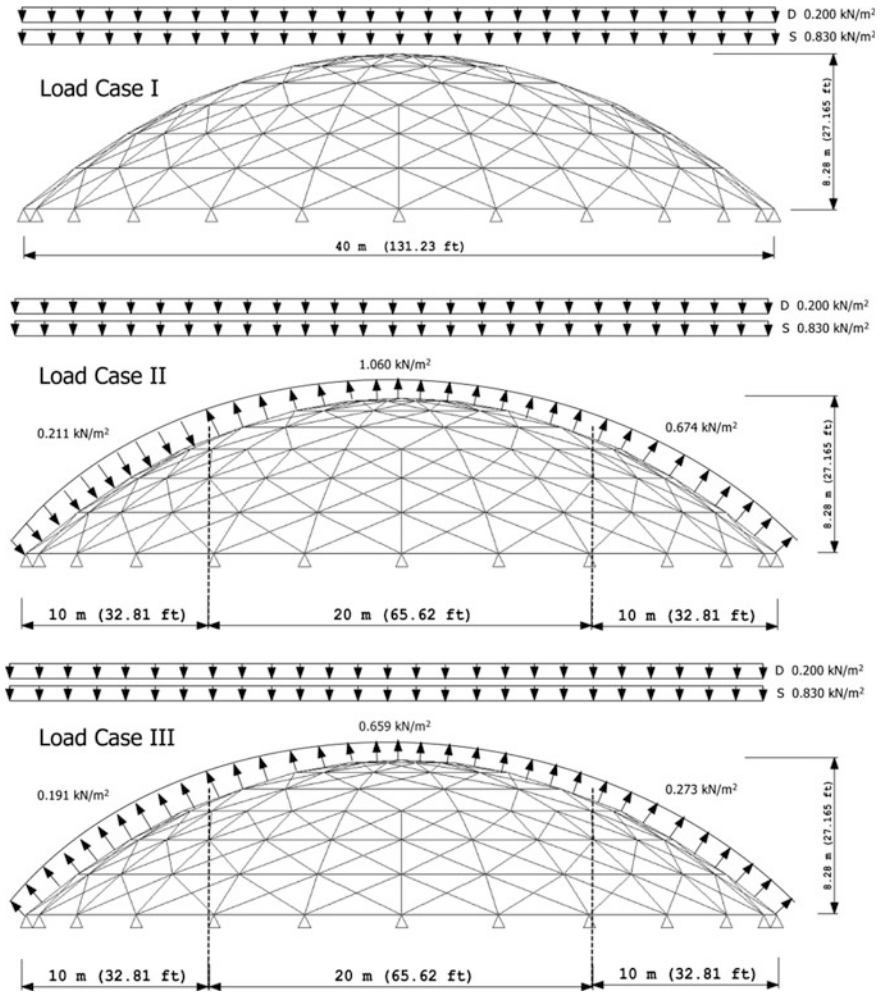 D 0.200 kN/m²
S 0.830 kN/m²
Load Case I
8.28 m (27.165 ft)
40 m (131.23 ft)
D 0.200 kN/m²
S 0.830 kN/m²
Load Case II
1.060 kN/m²
0.211 kN/m²
0.674 kN/m²
8.28 m (27.165 ft)
10 m (32.81 ft)
20 m (65.62 ft)
10 m (32.81 ft)
D 0.200 kN/m²
S 0.830 kN/m²
Load Case III
0.659 kN/m²
0.191 kN/m²
0.273 kN/m²
8.28 m (27.165 ft)
10 m (32.81 ft)
20 m (65.62 ft)
10 m (32.81 ft)